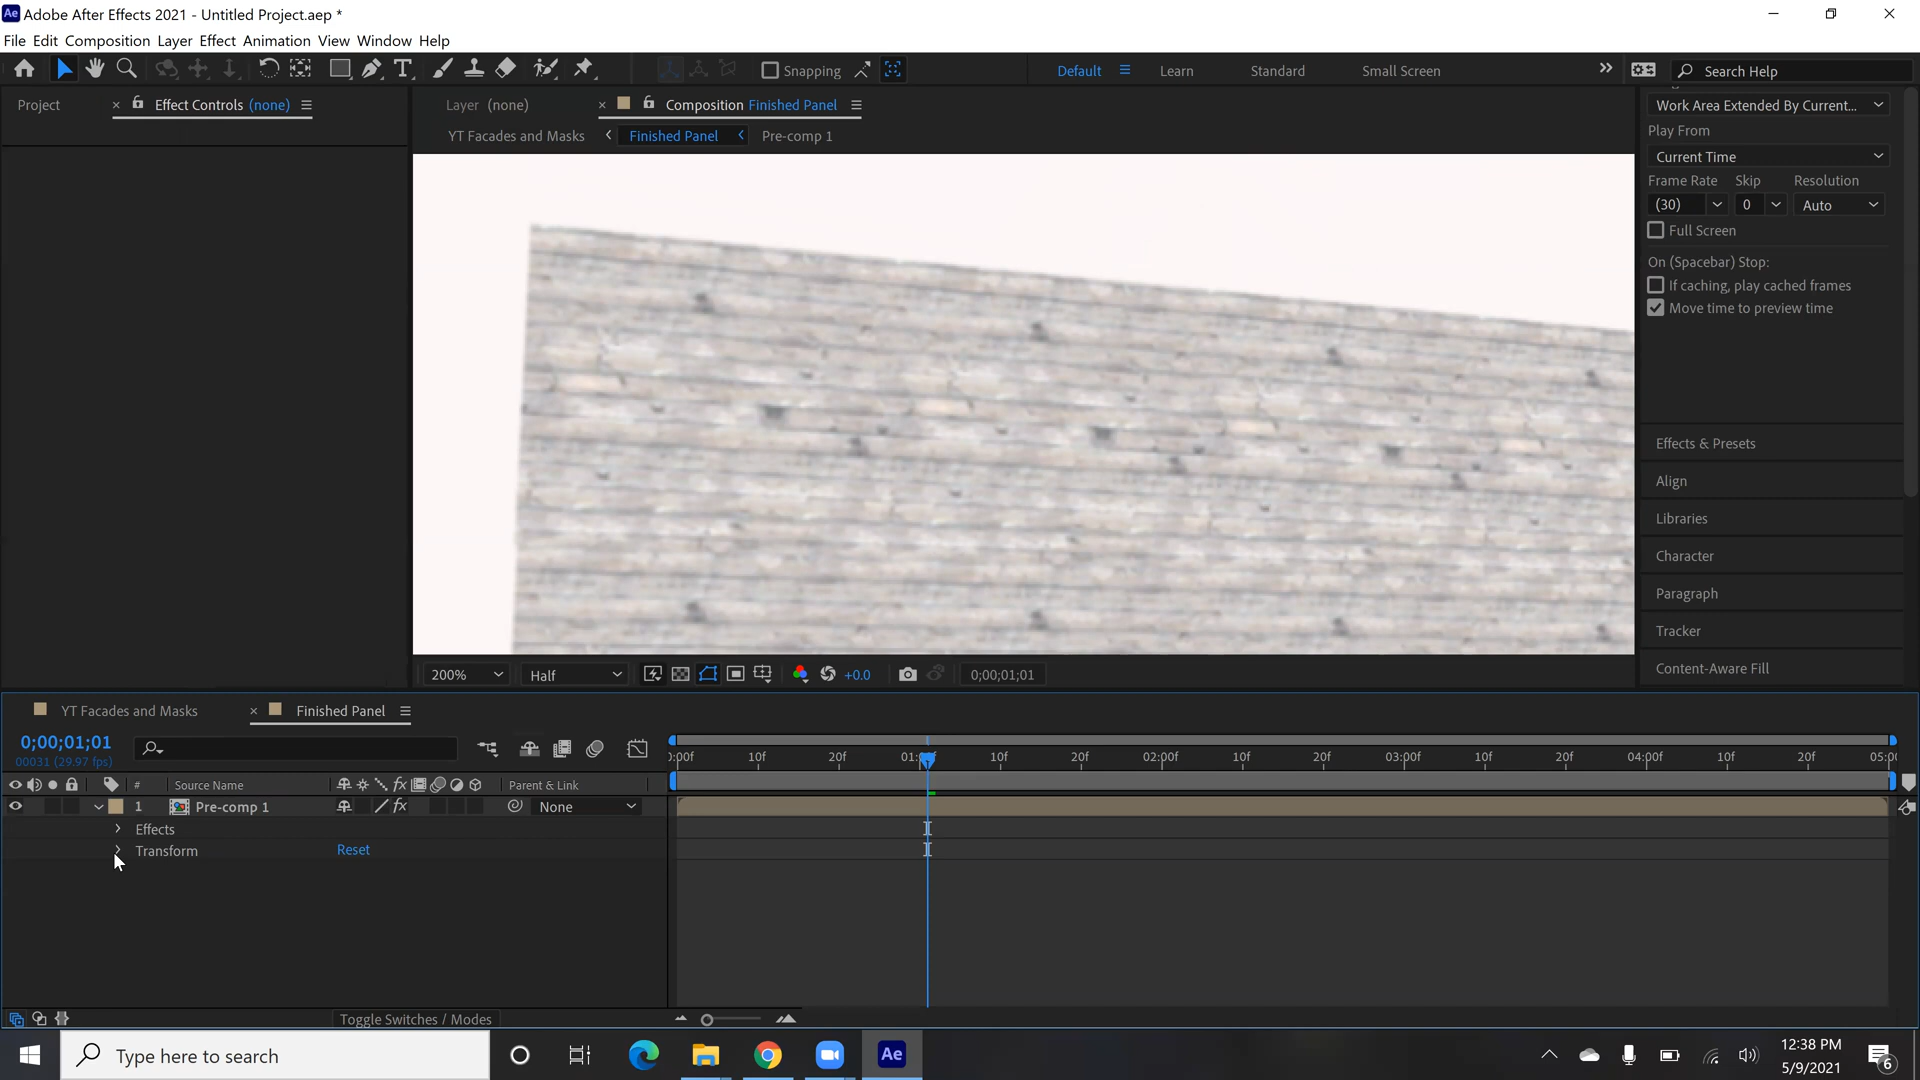 Ae Adobe After Effects 2021 - Untitled Project.aep *
File Edit Composition Layer Effect Animation View Window Help
Snapping
Default
Learn
Standard
Small Screen
Search Help
Project
Effect Controls (none)
Layer (none)
Composition Finished Panel
YT Facades and Masks
Finished Panel
Pre-comp 1
Work Area Extended By Current...
Play From
Current Time
Frame Rate Skip Resolution
(30) 0 Auto
Full Screen
On (Spacebar) Stop:
If caching, play cached frames
Move time to preview time
Effects & Presets
Align
Libraries
Character
Paragraph
Tracker
Content-Aware Fill
200%
Half
+0.0
0;00;01;01
YT Facades and Masks
Finished Panel
0;00;01;01
00031 (29.97 fps)
:00f 10f 20f 01:00f 10f 20f 02:00f 10f 20f 03:00f 10f 20f 04:00f 10f 20f 05:00
# Source Name
Parent & Link
1 Pre-comp 1
None
Effects
Transform
Reset
Toggle Switches / Modes
Type here to search
Ae
12:38 PM
5/9/2021
6